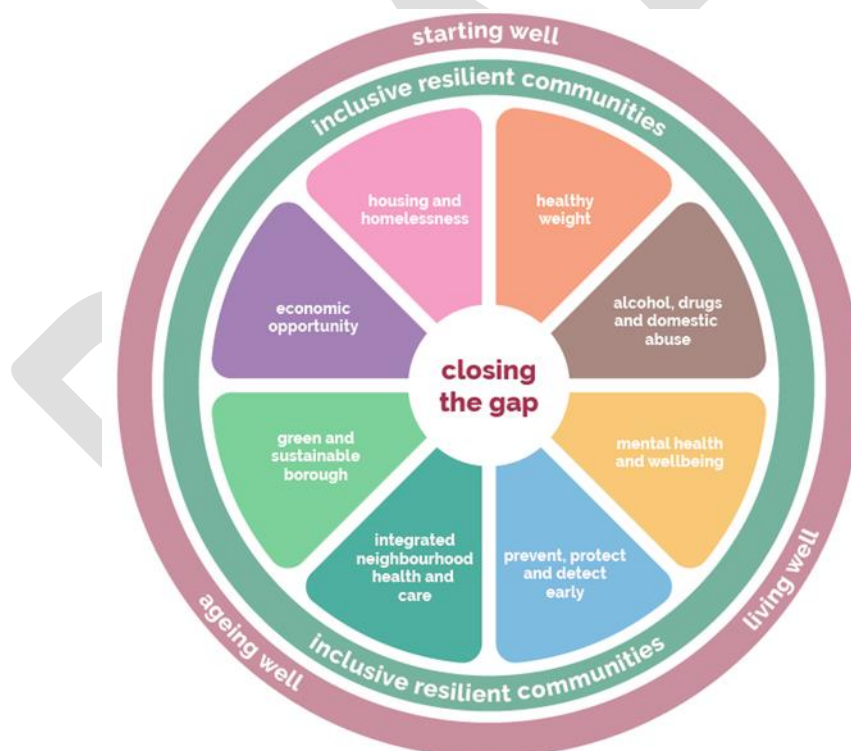 starting well
inclusive resilient communities
housing and
homelessness
healthy
weight
economic
opportunity
alcohol, drugs
and domestic
abuse
closing
the gap
green and
sustainable
borough
mental health
and wellbeing
integrated
neighbourhood
health and
care
prevent, protect
and detect
early
ageing well
living well
inclusive resilient communities